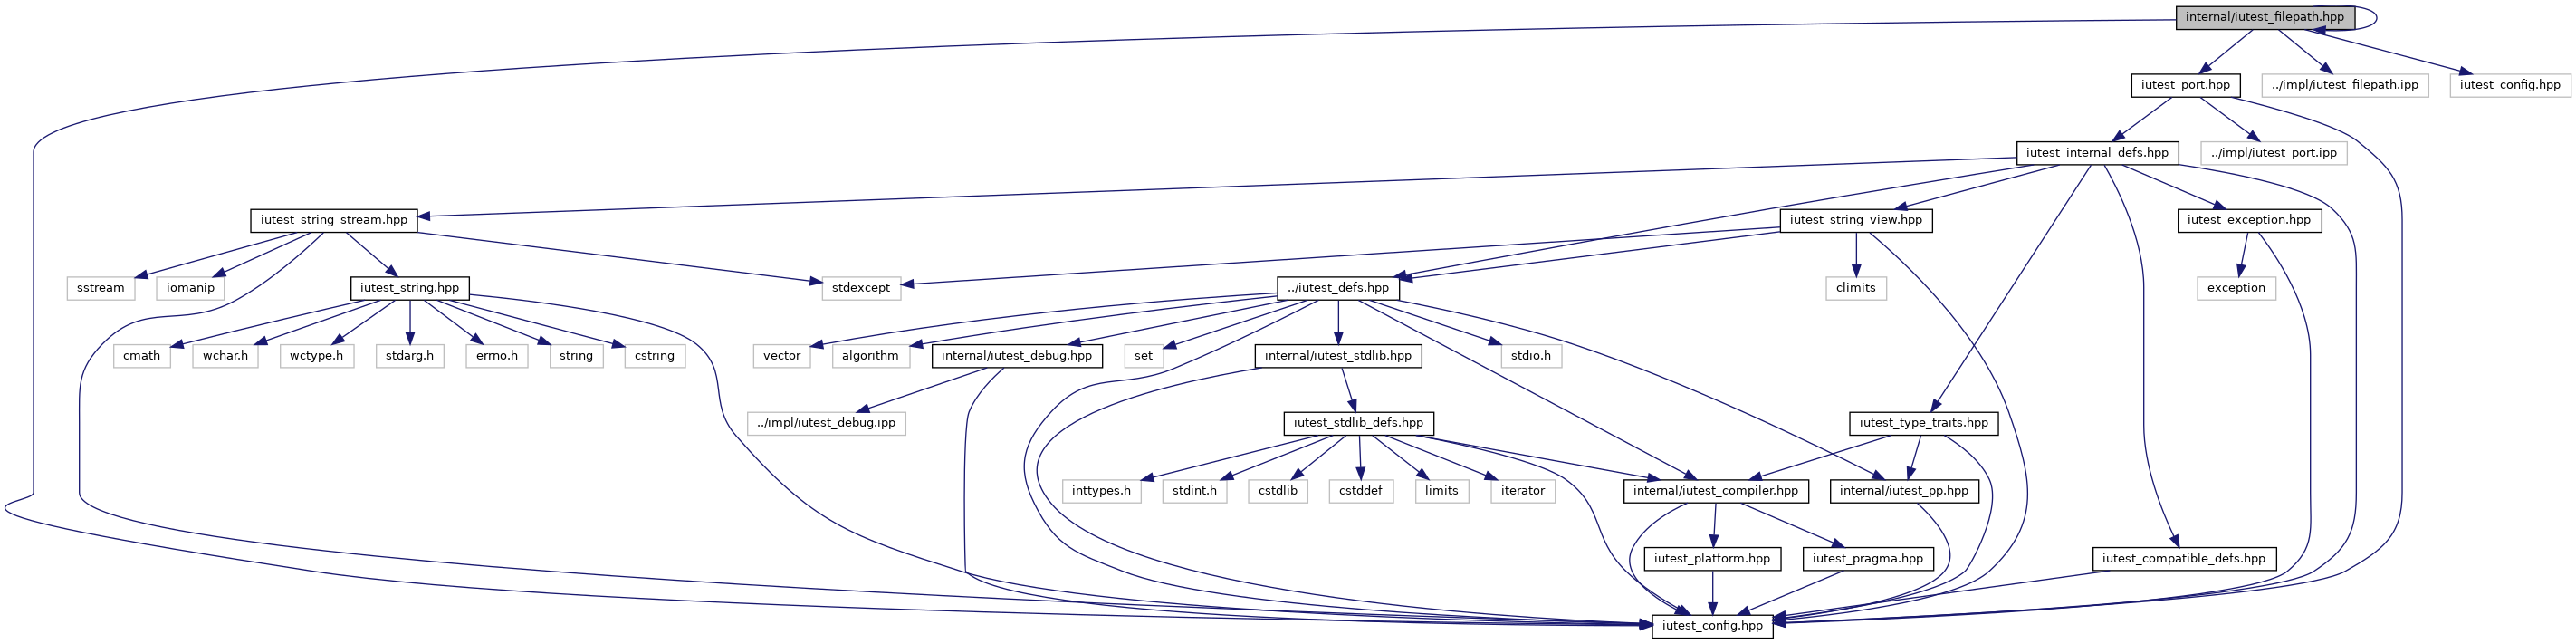 internal/iutest_filepath.hpp
iutest_port.hpp
../impl/iutest_filepath.ipp
iutest_config.hpp
iutest_internal_defs.hpp
../impl/iutest_port.ipp
iutest_string_stream.hpp
iutest_string_view.hpp
iutest_exception.hpp
sstream
iomanip
iutest_string.hpp
stdexcept
../iutest_defs.hpp
climits
exception
cmath
wchar.h
wctype.h
stdarg.h
errno.h
string
cstring
vector
algorithm
internal/iutest_debug.hpp
set
internal/iutest_stdlib.hpp
stdio.h
../impl/iutest_debug.ipp
iutest_stdlib_defs.hpp
iutest_type_traits.hpp
inttypes.h
stdint.h
cstdlib
cstddef
limits
iterator
internal/iutest_compiler.hpp
internal/iutest_pp.hpp
iutest_platform.hpp
iutest_pragma.hpp
iutest_compatible_defs.hpp
iutest_config.hpp